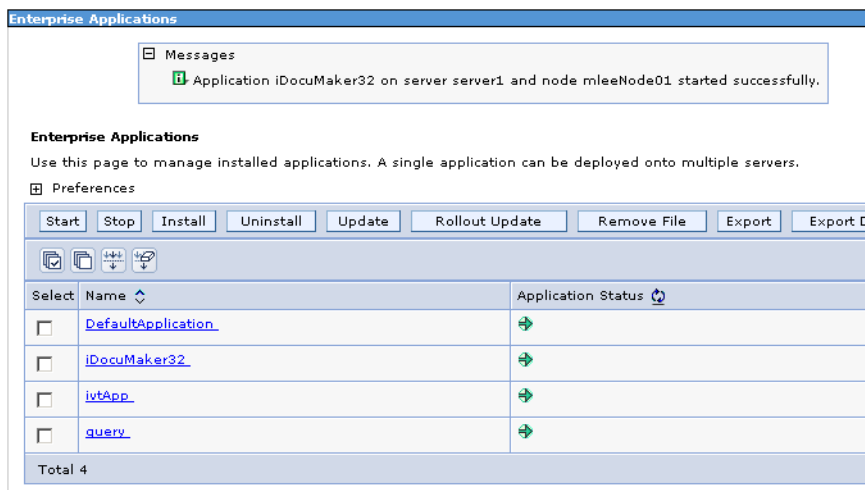 Enterprise Applications
Messages
Application iDocuMaker32 on server server1 and node mleeNode01 started successfully.
Enterprise Applications
Use this page to manage installed applications. A single application can be deployed onto multiple servers.
Preferences
Start Stop Install Uninstall Update Rollout Update Remove File Export Export D
Select Name Application Status
DefaultApplication
iDocuMaker32
ivtApp
query
Total 4